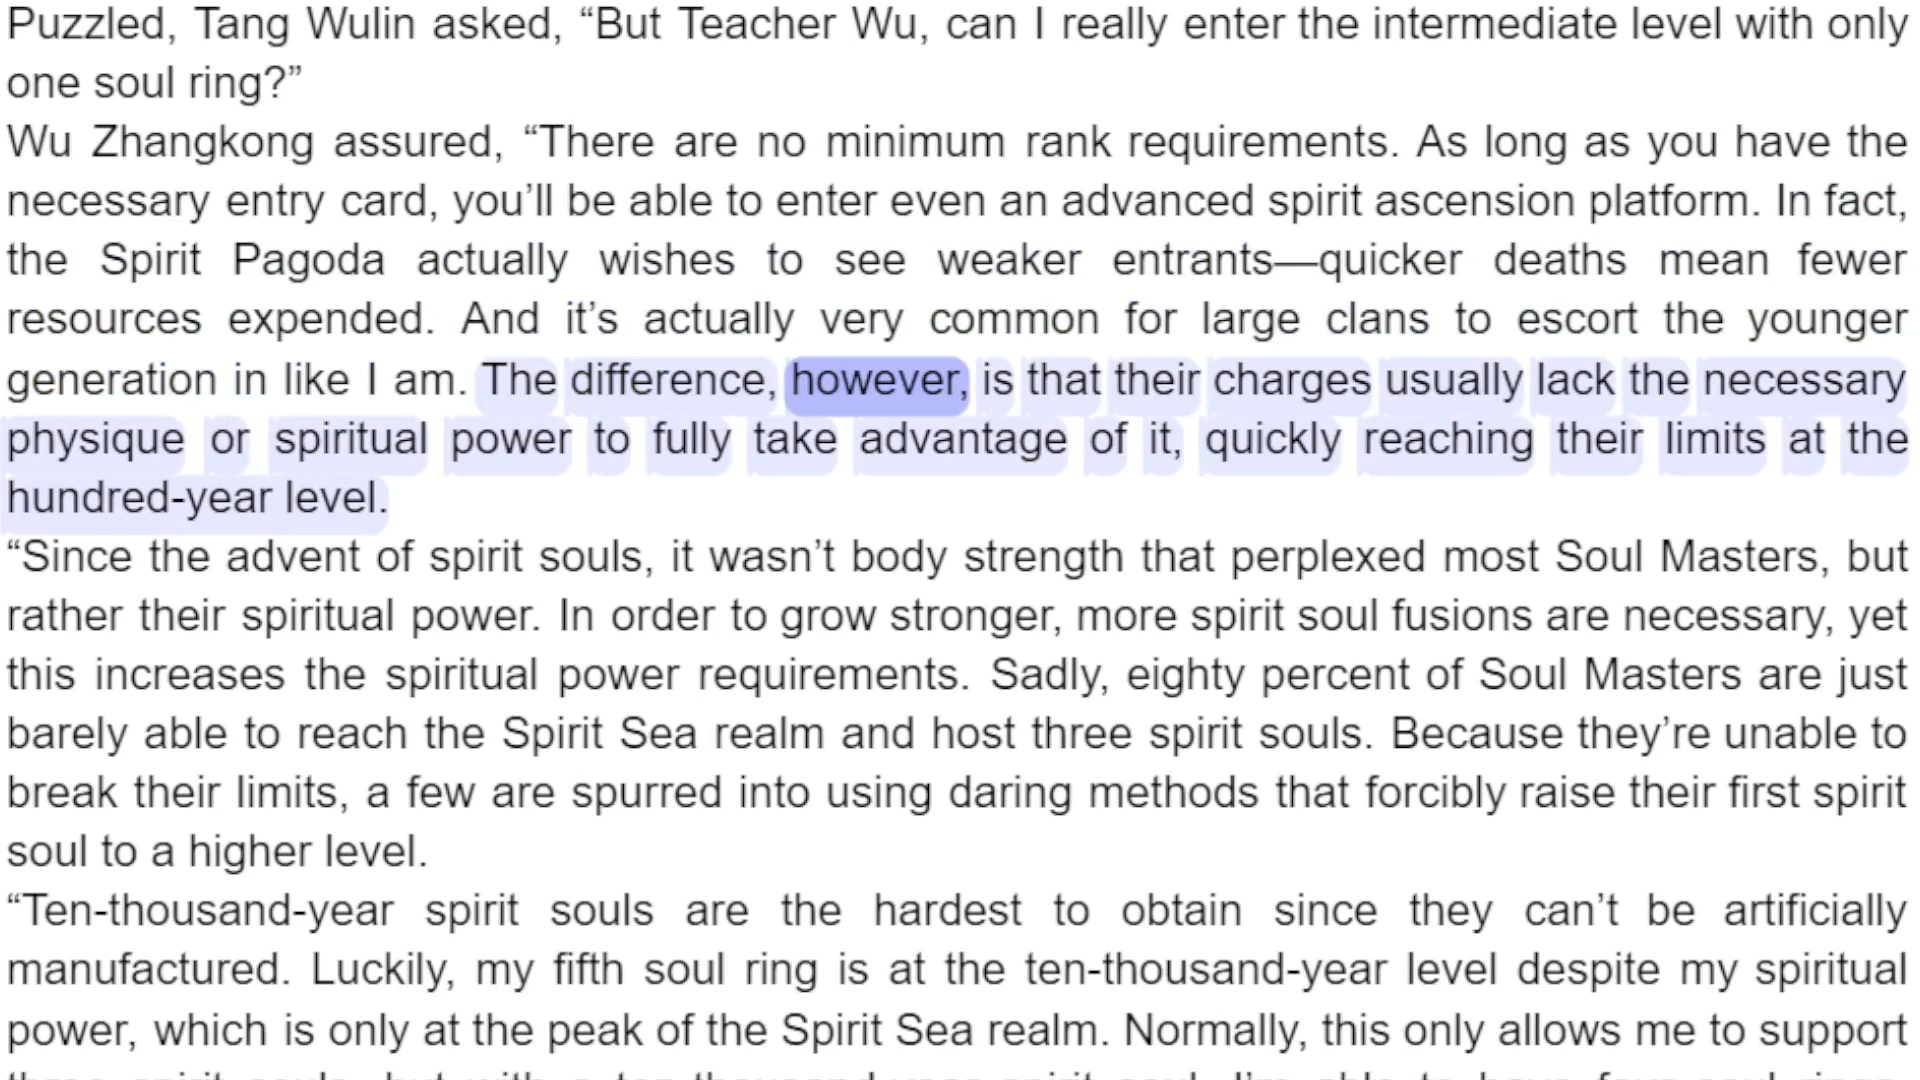 Puzzled, Tang Wulin asked, “But Teacher Wu, can I really enter the intermediate level with only
one soul ring?”
Wu Zhangkong assured, “There are no minimum rank requirements. As long as you have the
necessary entry card, you’ll be able to enter even an advanced spirit ascension platform. In fact,
the Spirit Pagoda actually wishes to see weaker entrants—quicker deaths mean fewer
resources expended. And it’s actually very common for large clans to escort the younger
generation in like I am. The difference, however, is that their charges usually lack the necessary
physique or spiritual power to fully take advantage of it, quickly reaching their limits at the
hundred-year level.
“Since the advent of spirit souls, it wasn’t body strength that perplexed most Soul Masters, but
rather their spiritual power. In order to grow stronger, more spirit soul fusions are necessary, yet
this increases the spiritual power requirements. Sadly, eighty percent of Soul Masters are just
barely able to reach the Spirit Sea realm and host three spirit souls. Because they’re unable to
break their limits, a few are spurred into using daring methods that forcibly raise their first spirit
soul to a higher level.
“Ten-thousand-year spirit souls are the hardest to obtain since they can’t be artificially
manufactured. Luckily, my fifth soul ring is at the ten-thousand-year level despite my spiritual
power, which is only at the peak of the Spirit Sea realm. Normally, this only allows me to support